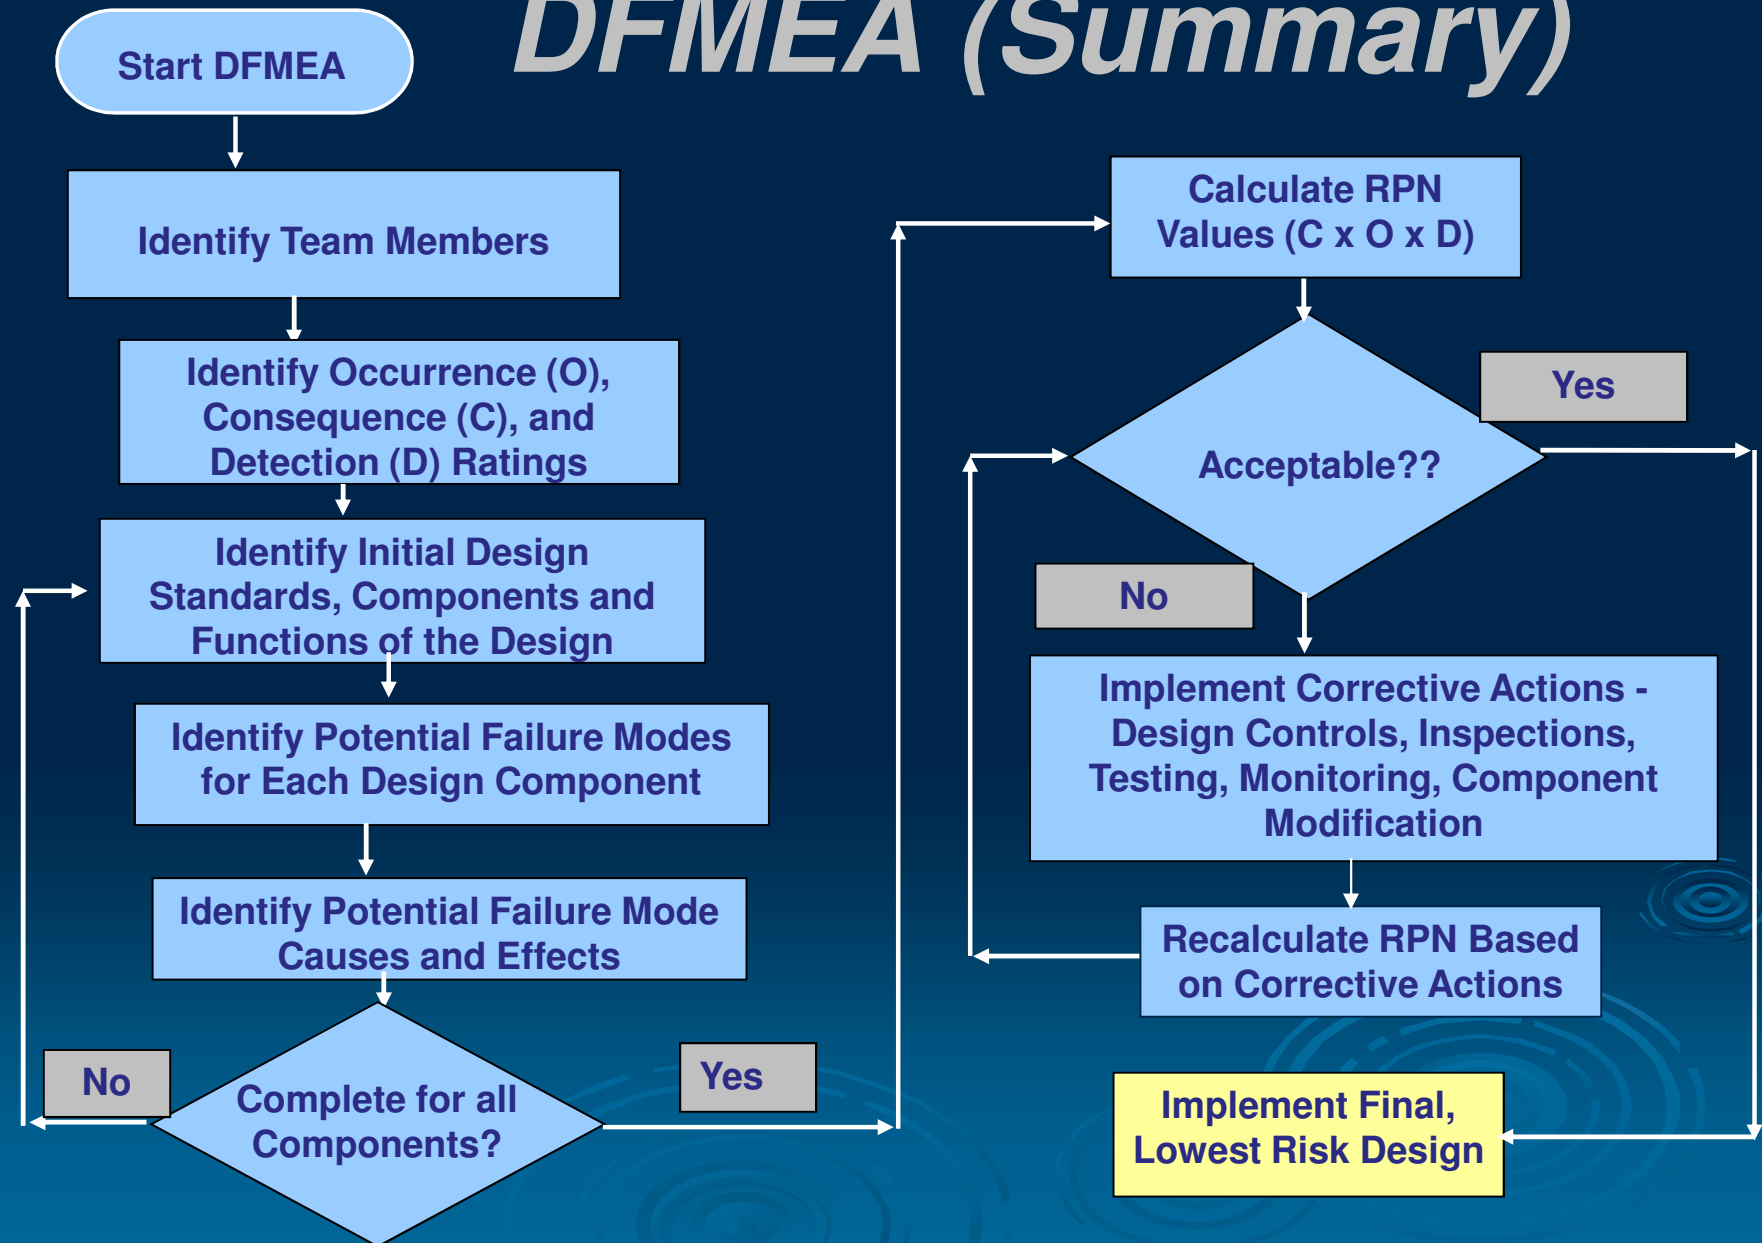 DFMEA (Summary)
Start DFMEA
Identify Team Members
Identify Occurrence (O),
Consequence (C), and
Detection (D) Ratings
Identify Initial Design
Standards, Components and
Functions of the Design
Identify Potential Failure Modes
for Each Design Component
Identify Potential Failure Mode
Causes and Effects
No
Complete for all
Components?
Yes
Calculate RPN
Values (C x O x D)
Yes
Acceptable??
No
Implement Corrective Actions -
Design Controls, Inspections,
Testing, Monitoring, Component
Modification
Recalculate RPN Based
on Corrective Actions
Implement Final,
Lowest Risk Design